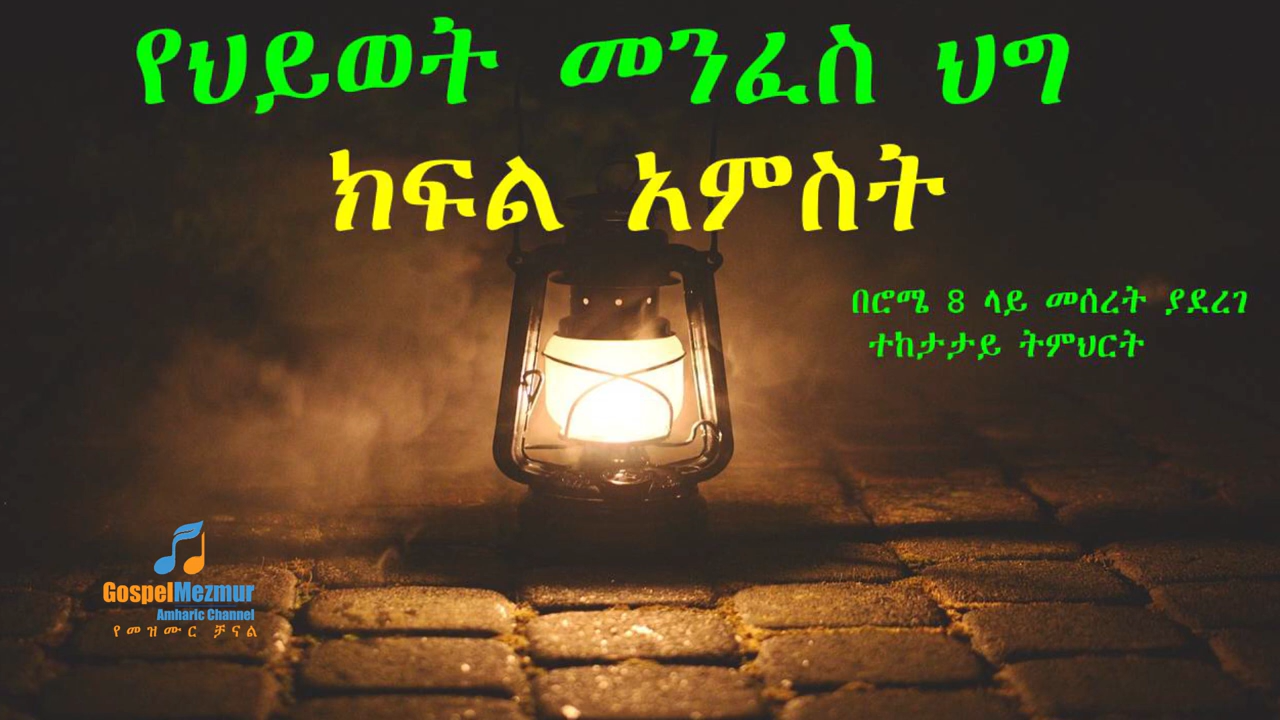 የህይወት መንፈስ ህግ
ክፍል አምስት
በሮሜ 8 ላይ መሰረት ያደረገ
ተከታታይ ትምህርት
GospelMezmur
Amharic Channel
የመዝሙር ቻናል